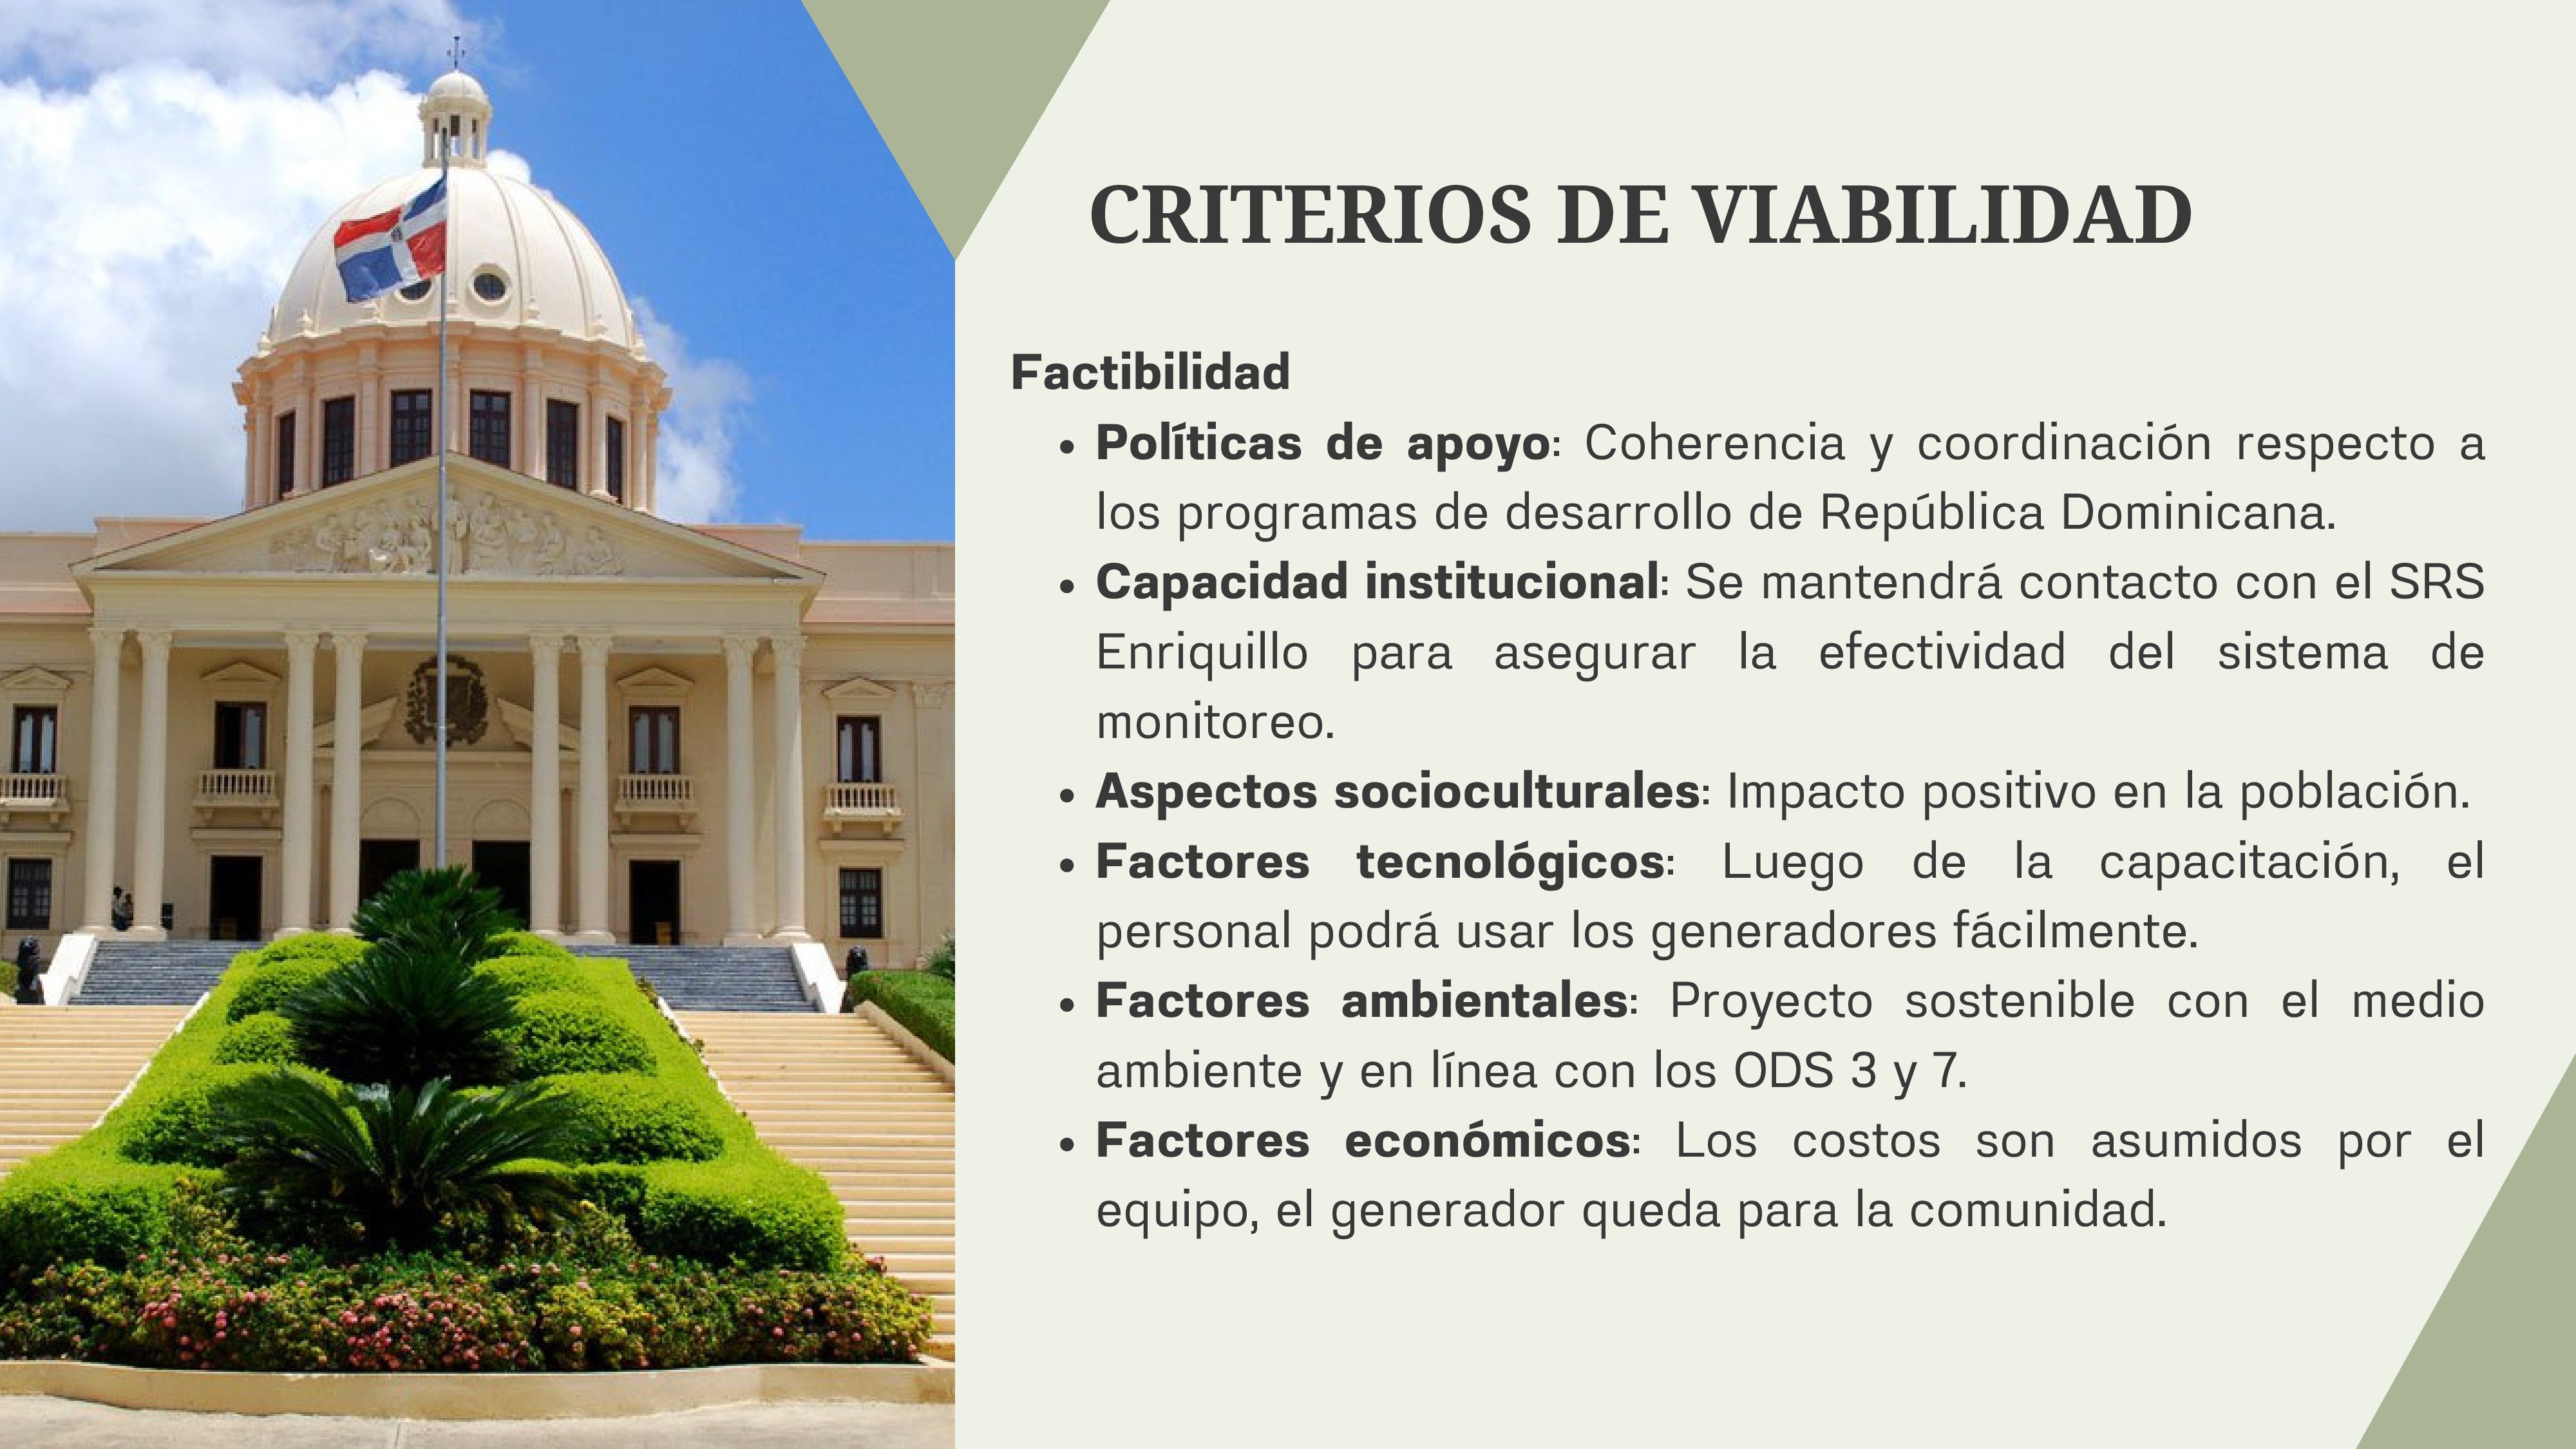 CRITERIOS DE VIABILIDAD
Factibilidad
• Políticas de apoyo: Coherencia y coordinación respecto a
los programas de desarrollo de República Dominicana.
• Capacidad institucional: Se mantendrá contacto con el SRS
Enriquillo para asegurar la efectividad del sistema de
monitoreo.
• Aspectos socioculturales: Impacto positivo en la población.
• Factores tecnológicos: Luego de la capacitación, el
personal podrá usar los generadores fácilmente.
• Factores ambientales: Proyecto sostenible con el medio
ambiente y en línea con los ODS 3 y 7.
• Factores económicos: Los costos son asumidos por el
equipo, el generador queda para la comunidad.